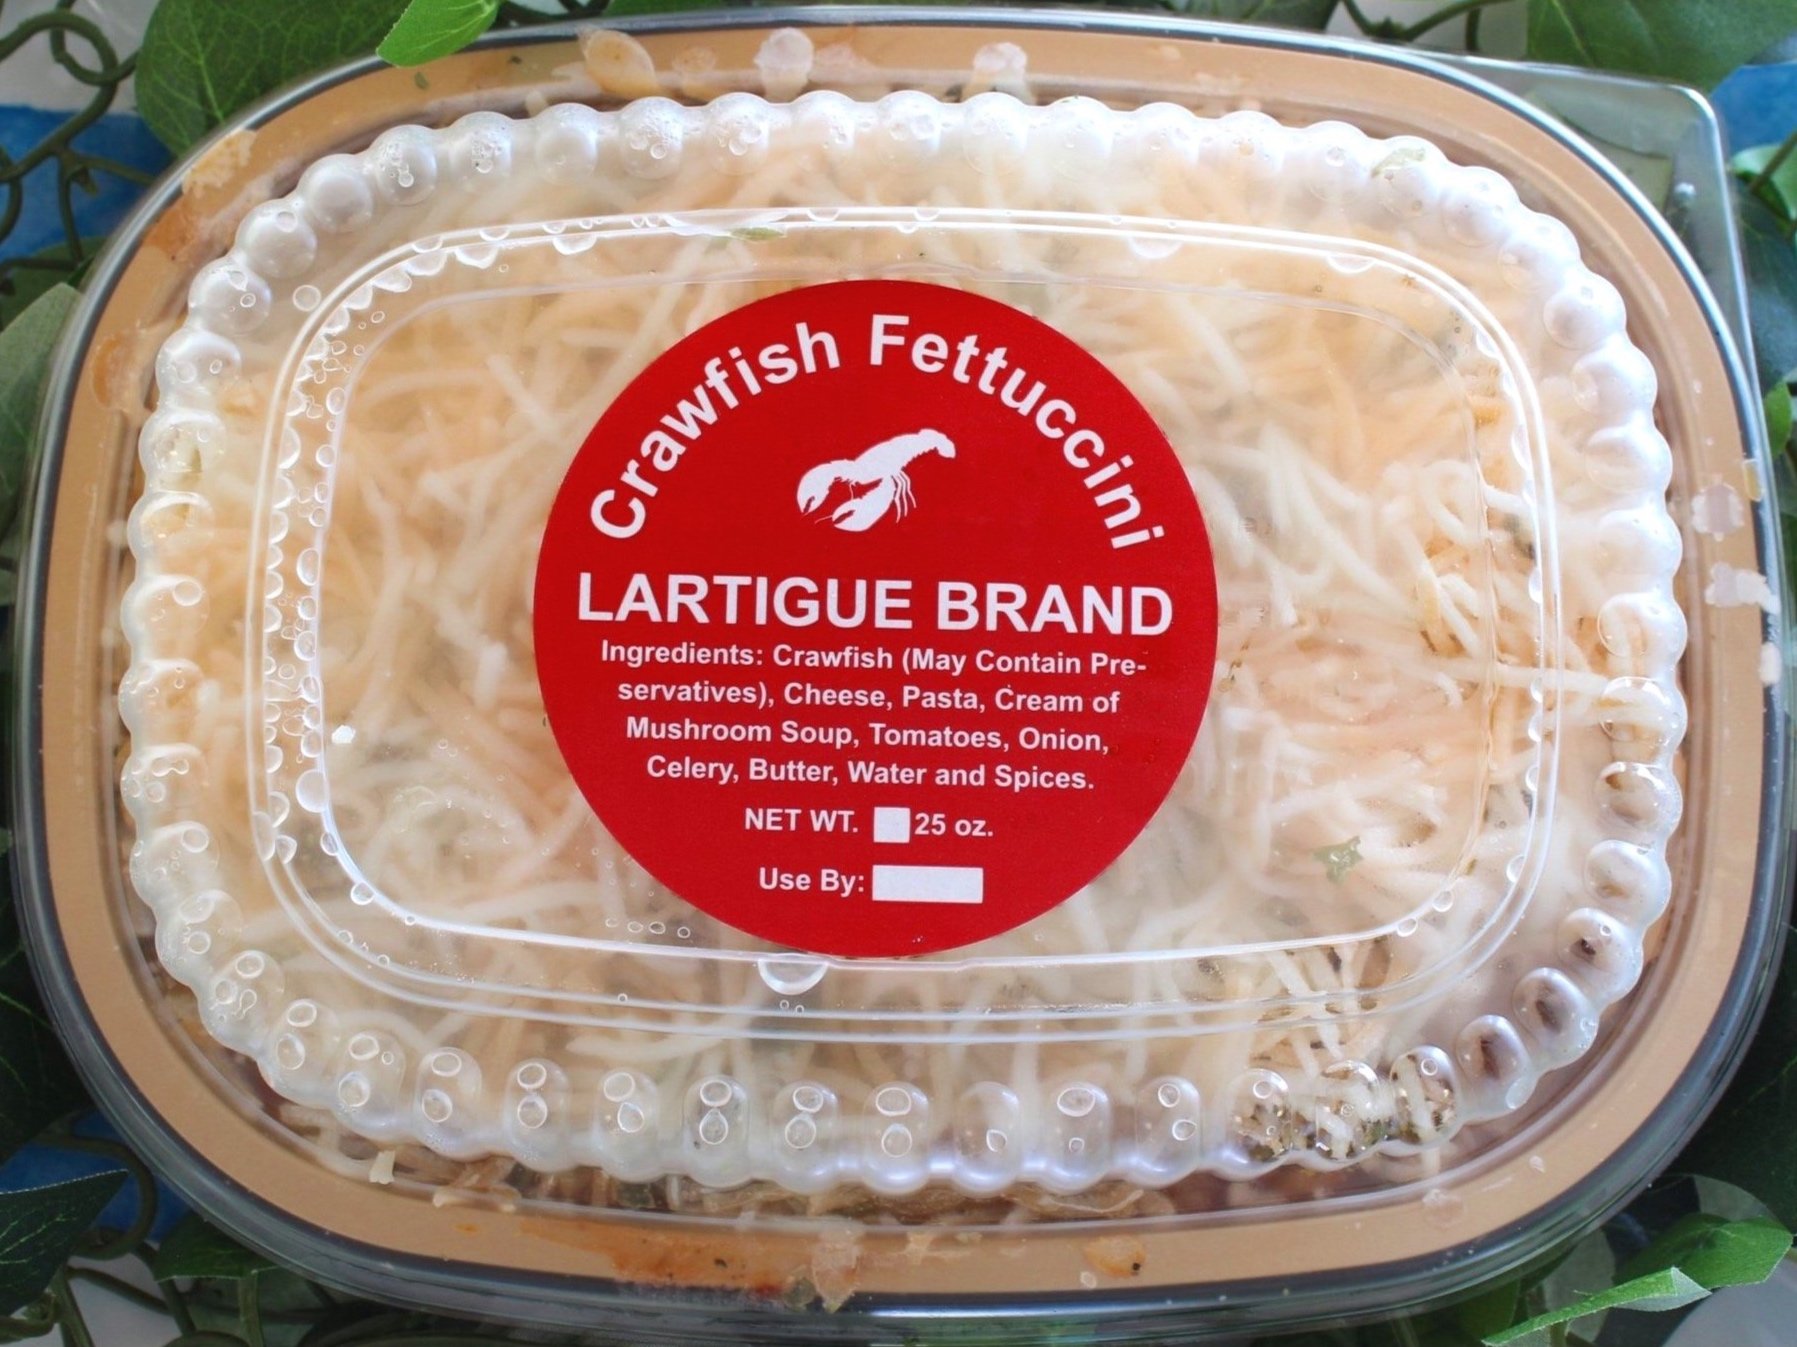 Crawfish Fettuccini
LARTIGUE BRAND
Ingredients: Crawfish (May Contain Pre-
servatives), Cheese, Pasta, Cream of
Mushroom Soup, Tomatoes, Onion,
Celery, Butter, Water and Spices.
NET WT. 25 oz.
Use By: